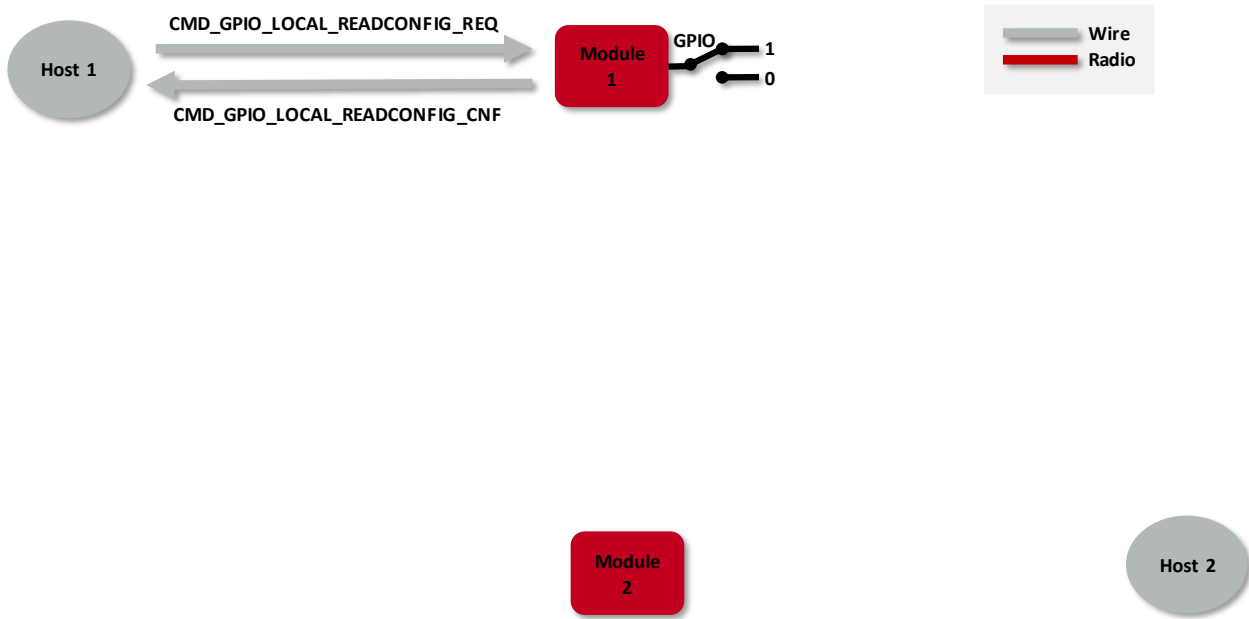 CMD_GPIO_LOCAL_READCONFIG_REQ
Host 1
Module
1
GPIO
1
0
CMD_GPIO_LOCAL_READCONFIG_CNF
Wire
Radio
Module
2
Host 2